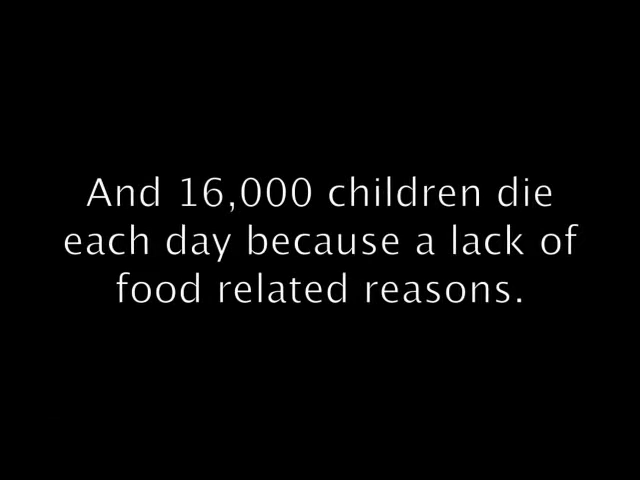 And 16,000 children die
each day because a lack of
food related reasons.